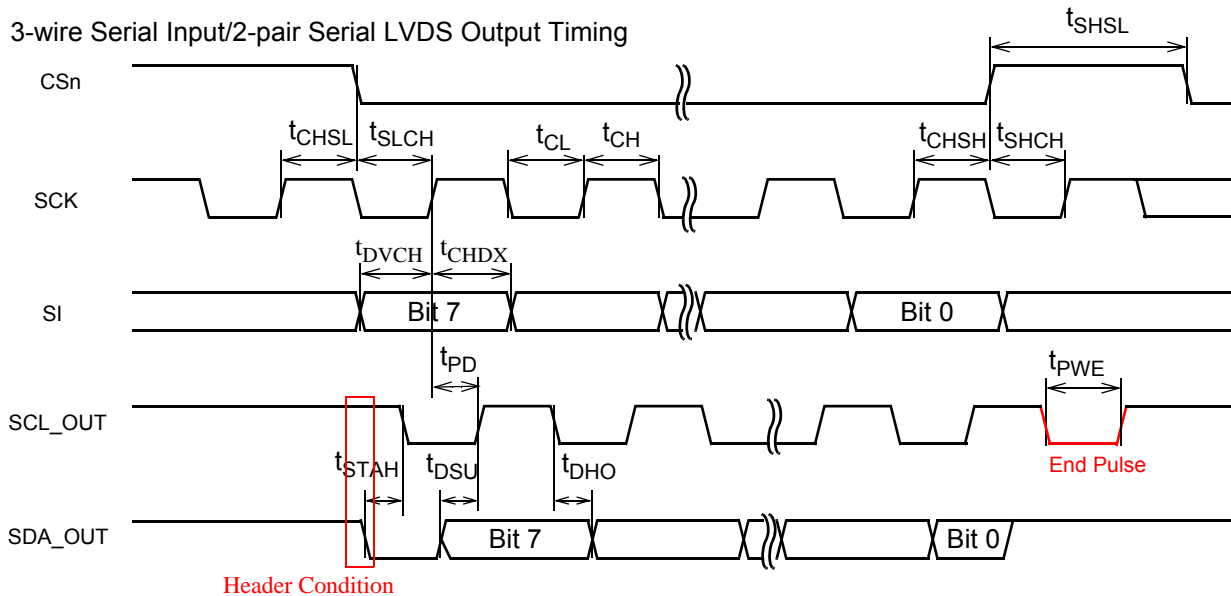 3-wire Serial Input/2-pair Serial LVDS Output Timing
tSHSL
CSn
tCHSL tSLCH tCL tCH tCHSH tSHCH
SCK
tDVCH tCHDX
SI Bit 7 Bit 0
tPD tPWE
SCL_OUT
End Pulse
tSTAH tDSU tDHO
SDA_OUT Bit 7 Bit 0
Header Condition